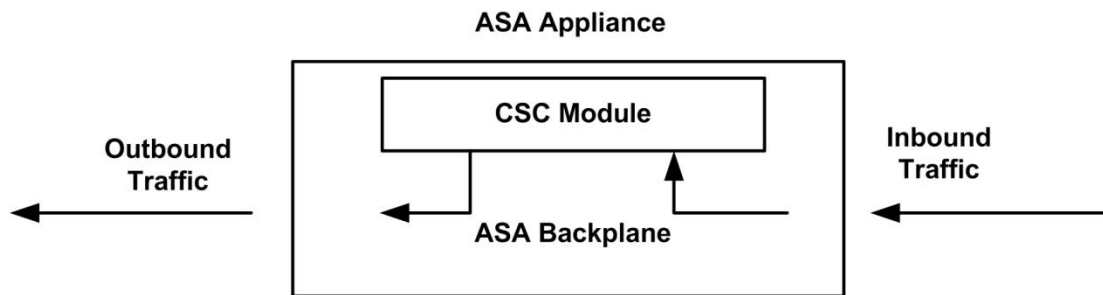 ASA Appliance
CSC Module
Outbound
Traffic
Inbound
Traffic
ASA Backplane